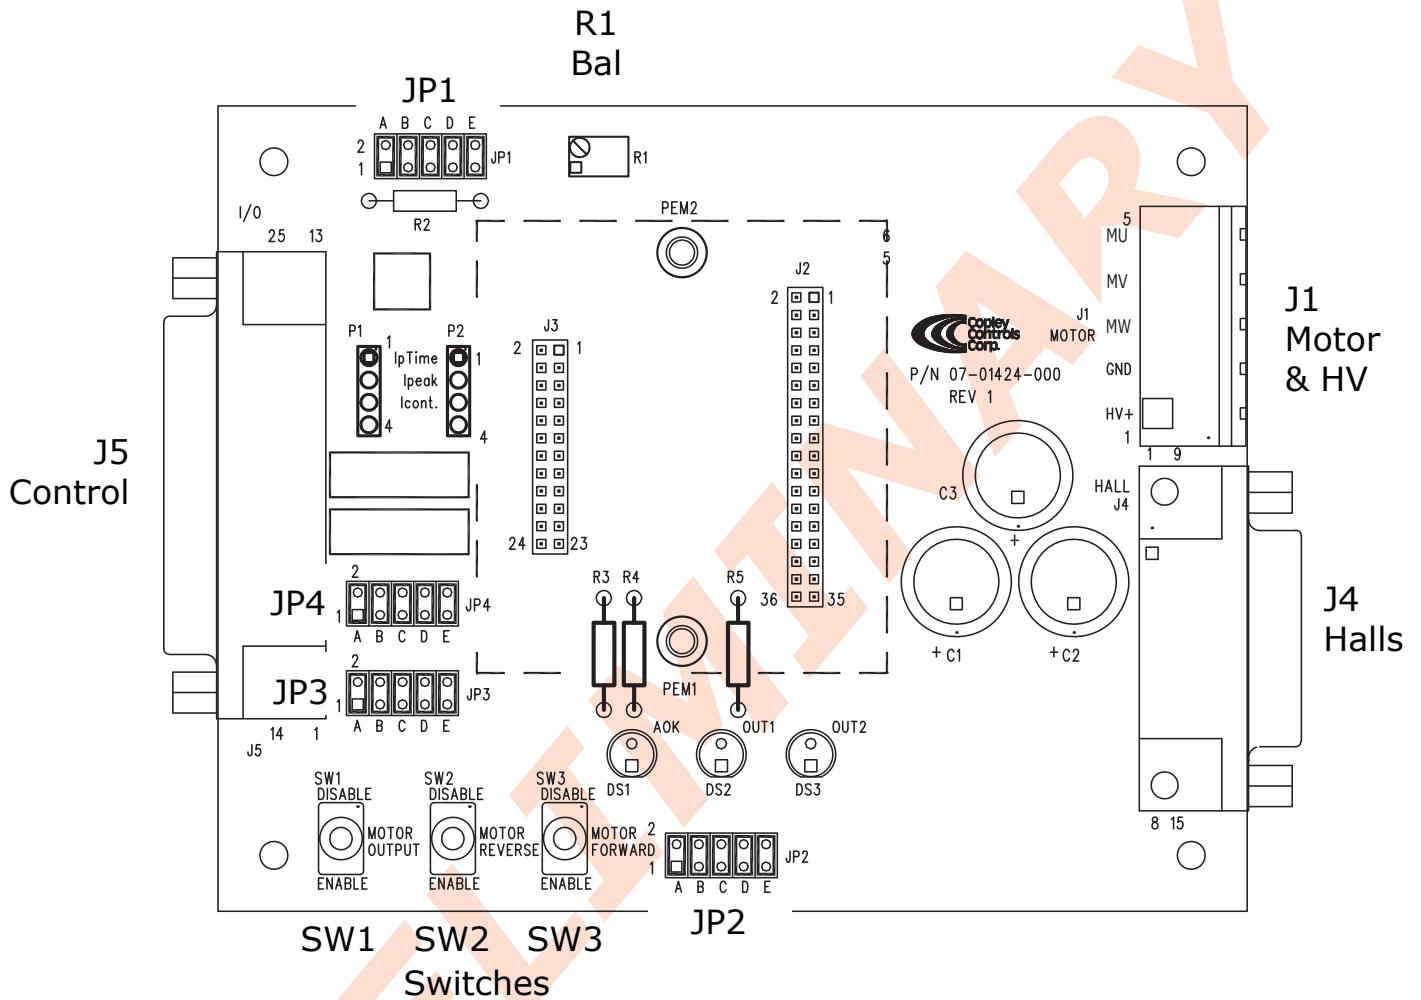 R1
Bal
JP1
A B C D E
2
1
JP1
R1
R2
I/O
25 13
PEM2
6
5
5
MU
MV
MW
GND
HV+
1
J1
MOTOR
J1
Motor
& HV
J2
2 1
J3
2 1
P1
1
IpTime
Ipeak
Icont.
4
P2
1
4
Copley
Controls
Corp.
P/N 07-01424-000
REV 1
J5
Control
1 9
HALL
J4
C3
+
24 23
36 35
R3 R4 R5
JP4
2
1
JP4
A B C D E
+ C1
+ C2
J4
Halls
JP3
2
1
JP3
A B C D E
PEM1
14 1
J5
AOK
OUT1
OUT2
DS1
DS2
DS3
SW1
DISABLE
MOTOR
OUTPUT
ENABLE
SW2
DISABLE
MOTOR
REVERSE
ENABLE
SW3
DISABLE
MOTOR
FORWARD
ENABLE
2
1
JP2
A B C D E
8 15
JP2
SW1 SW2 SW3
Switches
ELIMINARY